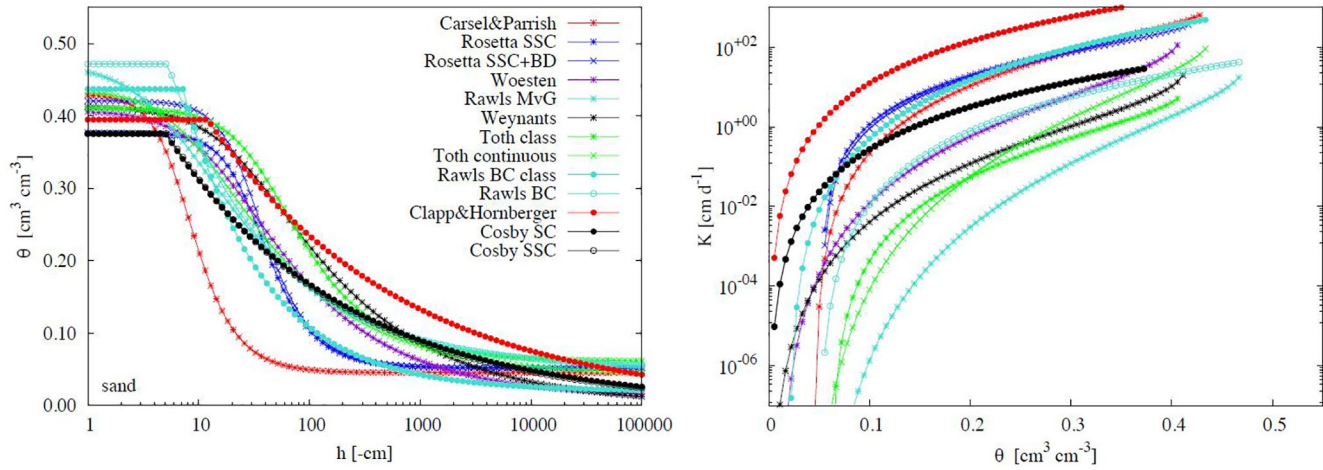 0.50
0.40
0.30
0.20
0.10
0.00
θ [cm³ cm⁻³]
Carsel&Parrish
Rosetta SSC
Rosetta SSC+BD
Woesten
Rawls MvG
Weynants
Toth class
Toth continuous
Rawls BC class
Rawls BC
Clapp&Hornberger
Cosby SC
Cosby SSC
sand
1 10 100 1000 10000 100000
h [-cm]
10⁺⁰²
10⁺⁰⁰
10⁻⁰²
10⁻⁰⁴
10⁻⁰⁶
K [cm d⁻¹]
0 0.1 0.2 0.3 0.4 0.5
θ [cm³ cm⁻³]